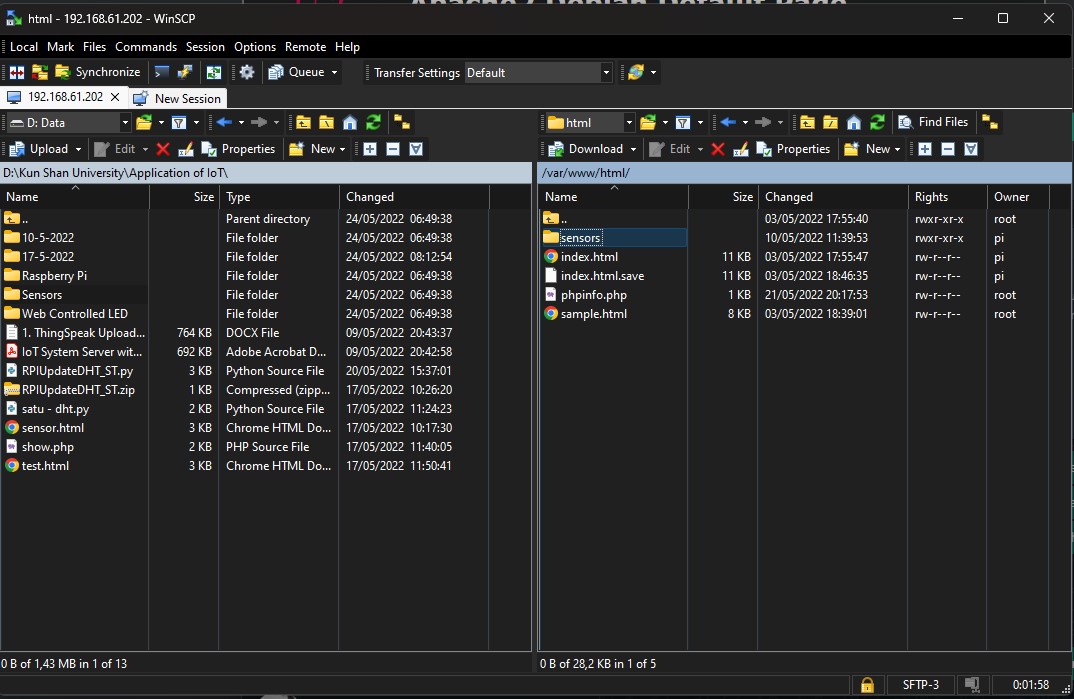 Apache2 Debian Default Page
html - 192.168.61.202 - WinSCP
Local Mark Files Commands Session Options Remote Help
Synchronize Queue Transfer Settings Default
192.168.61.202 New Session
D: Data html Find Files
Upload Edit Properties New Download Edit Properties New
D:\Kun Shan University\Application of IoT\ /var/www/html/
Name Size Type Changed Name Size Changed Rights Owner
.. Parent directory 24/05/2022 06:49:38 .. 03/05/2022 17:55:40 rwxr-xr-x root
10-5-2022 File folder 24/05/2022 06:49:38 sensors 10/05/2022 11:39:53 rwxr-xr-x pi
17-5-2022 File folder 24/05/2022 08:12:54 index.html 11 KB 03/05/2022 17:55:47 rw-r--r-- pi
Raspberry Pi File folder 24/05/2022 06:49:38 index.html.save 11 KB 03/05/2022 18:46:35 rw-r--r-- pi
Sensors File folder 24/05/2022 06:49:38 phpinfo.php 1 KB 21/05/2022 20:17:53 rw-r--r-- root
Web Controlled LED File folder 24/05/2022 06:49:38 sample.html 8 KB 03/05/2022 18:39:01 rw-r--r-- root
1. ThingSpeak Upload... 764 KB DOCX File 09/05/2022 20:43:37
IoT System Server wit... 692 KB Adobe Acrobat D... 09/05/2022 20:42:58
RPIUpdateDHT_ST.py 3 KB Python Source File 20/05/2022 15:37:01
RPIUpdateDHT_ST.zip 1 KB Compressed (zipp... 17/05/2022 10:26:20
satu - dht.py 2 KB Python Source File 17/05/2022 11:24:23
sensor.html 3 KB Chrome HTML Do... 17/05/2022 10:17:30
show.php 2 KB PHP Source File 17/05/2022 11:40:05
test.html 3 KB Chrome HTML Do... 17/05/2022 11:50:41
0 B of 1,43 MB in 1 of 13 0 B of 28,2 KB in 1 of 5
SFTP-3 0:01:58